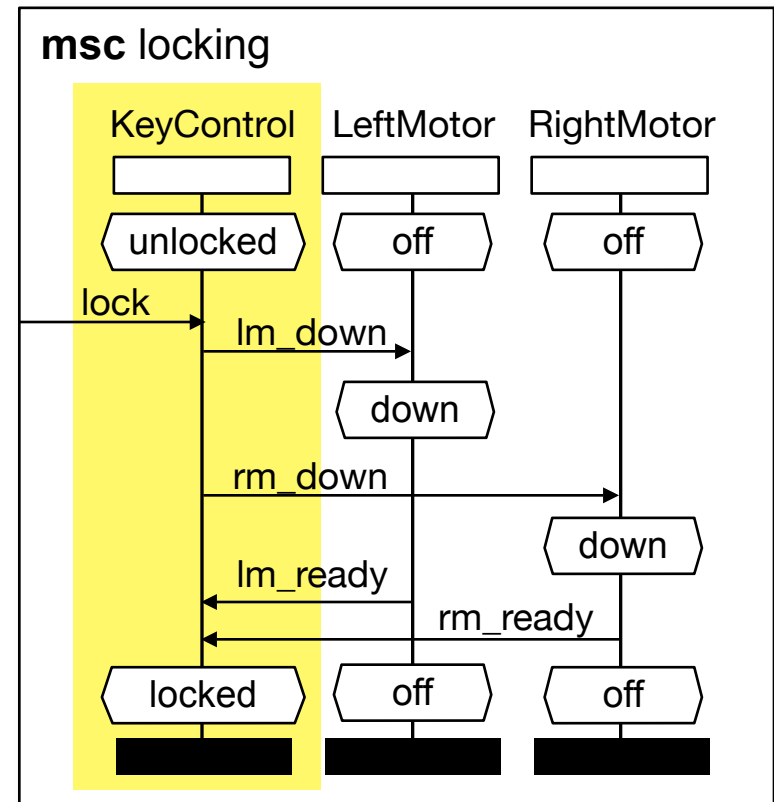 msc locking
KeyControl LeftMotor RightMotor
unlocked off off
lock
lm_down
down
rm_down
down
lm_ready
rm_ready
locked off off